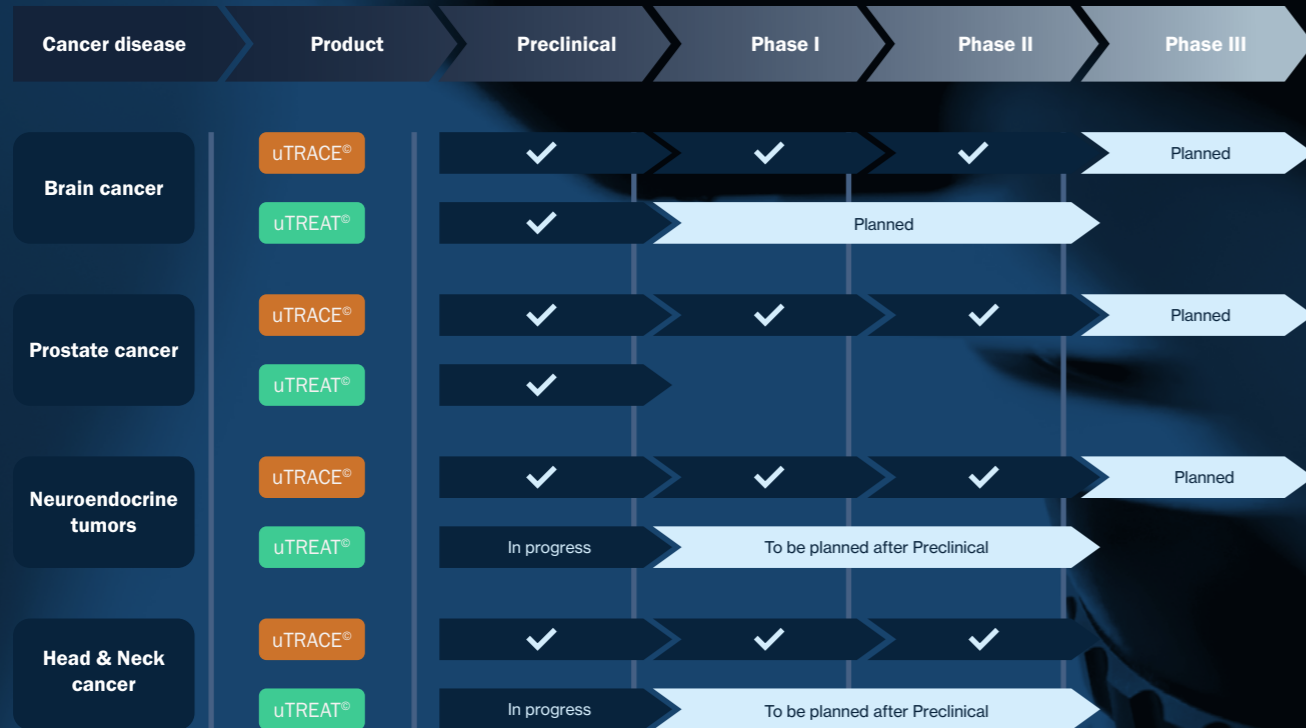 Cancer disease
Product
Preclinical
Phase I
Phase II
Phase III
Brain cancer
uTRACE©
✓
✓
✓
Planned
uTREAT©
✓
Planned
Prostate cancer
uTRACE©
✓
✓
✓
Planned
uTREAT©
✓
Neuroendocrine
tumors
uTRACE©
✓
✓
✓
Planned
uTREAT©
In progress
To be planned after Preclinical
Head & Neck
cancer
uTRACE©
✓
✓
✓
uTREAT©
In progress
To be planned after Preclinical